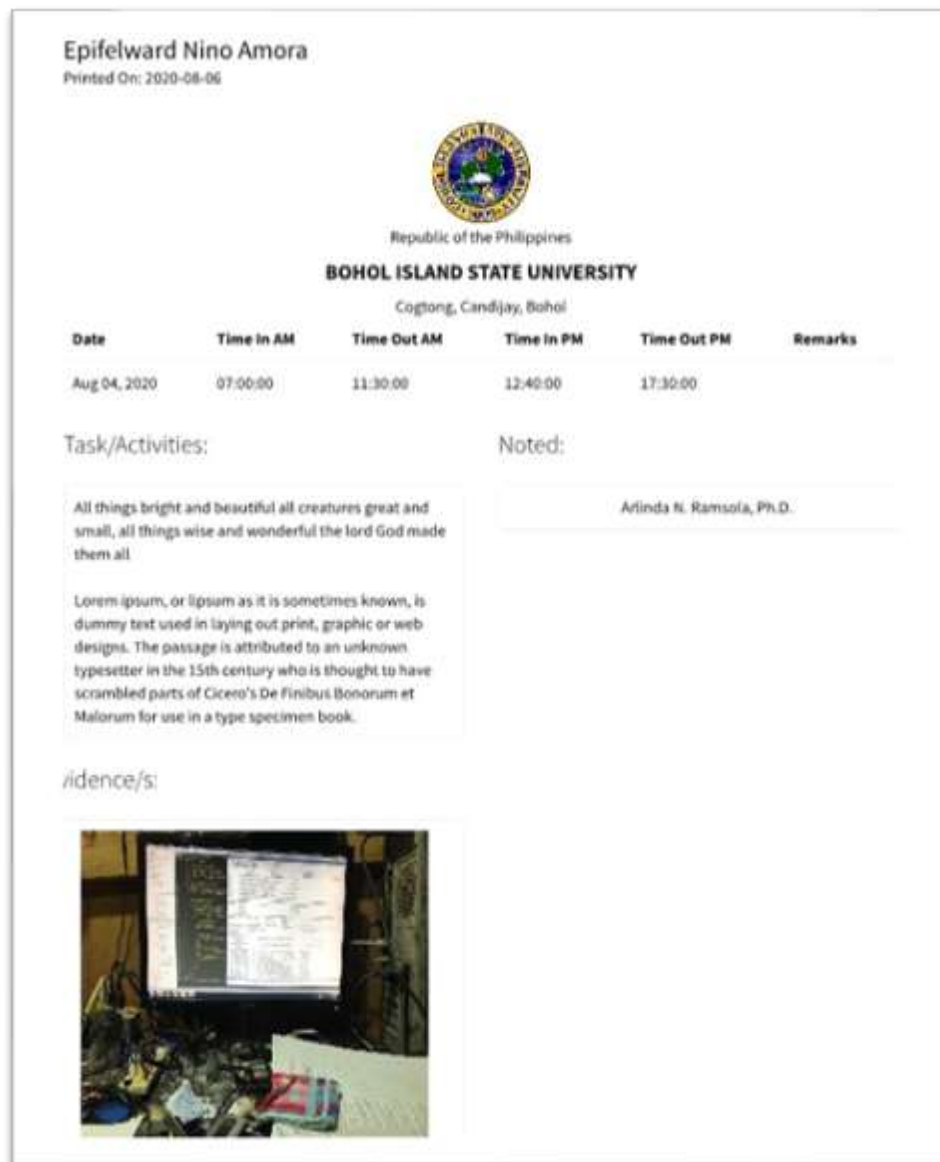 Epifelward Nino Amora
Printed On: 2020-08-06
Republic of the Philippines
BOHOL ISLAND STATE UNIVERSITY
Cogtong, Candijay, Bohol
Date Time In AM Time Out AM Time In PM Time Out PM Remarks
Aug 04, 2020 07:00:00 11:30:00 12:40:00 17:30:00
Task/Activities:
Noted:
All things bright and beautiful all creatures great and
small, all things wise and wonderful the lord God made
them all
Lorem ipsum, or lipsum as it is sometimes known, is
dummy text used in laying out print, graphic or web
designs. The passage is attributed to an unknown
typesetter in the 15th century who is thought to have
scrambled parts of Cicero's De Finibus Bonorum et
Malorum for use in a type specimen book.
Arlinda N. Ramsola, Ph.D.
vidence/s: